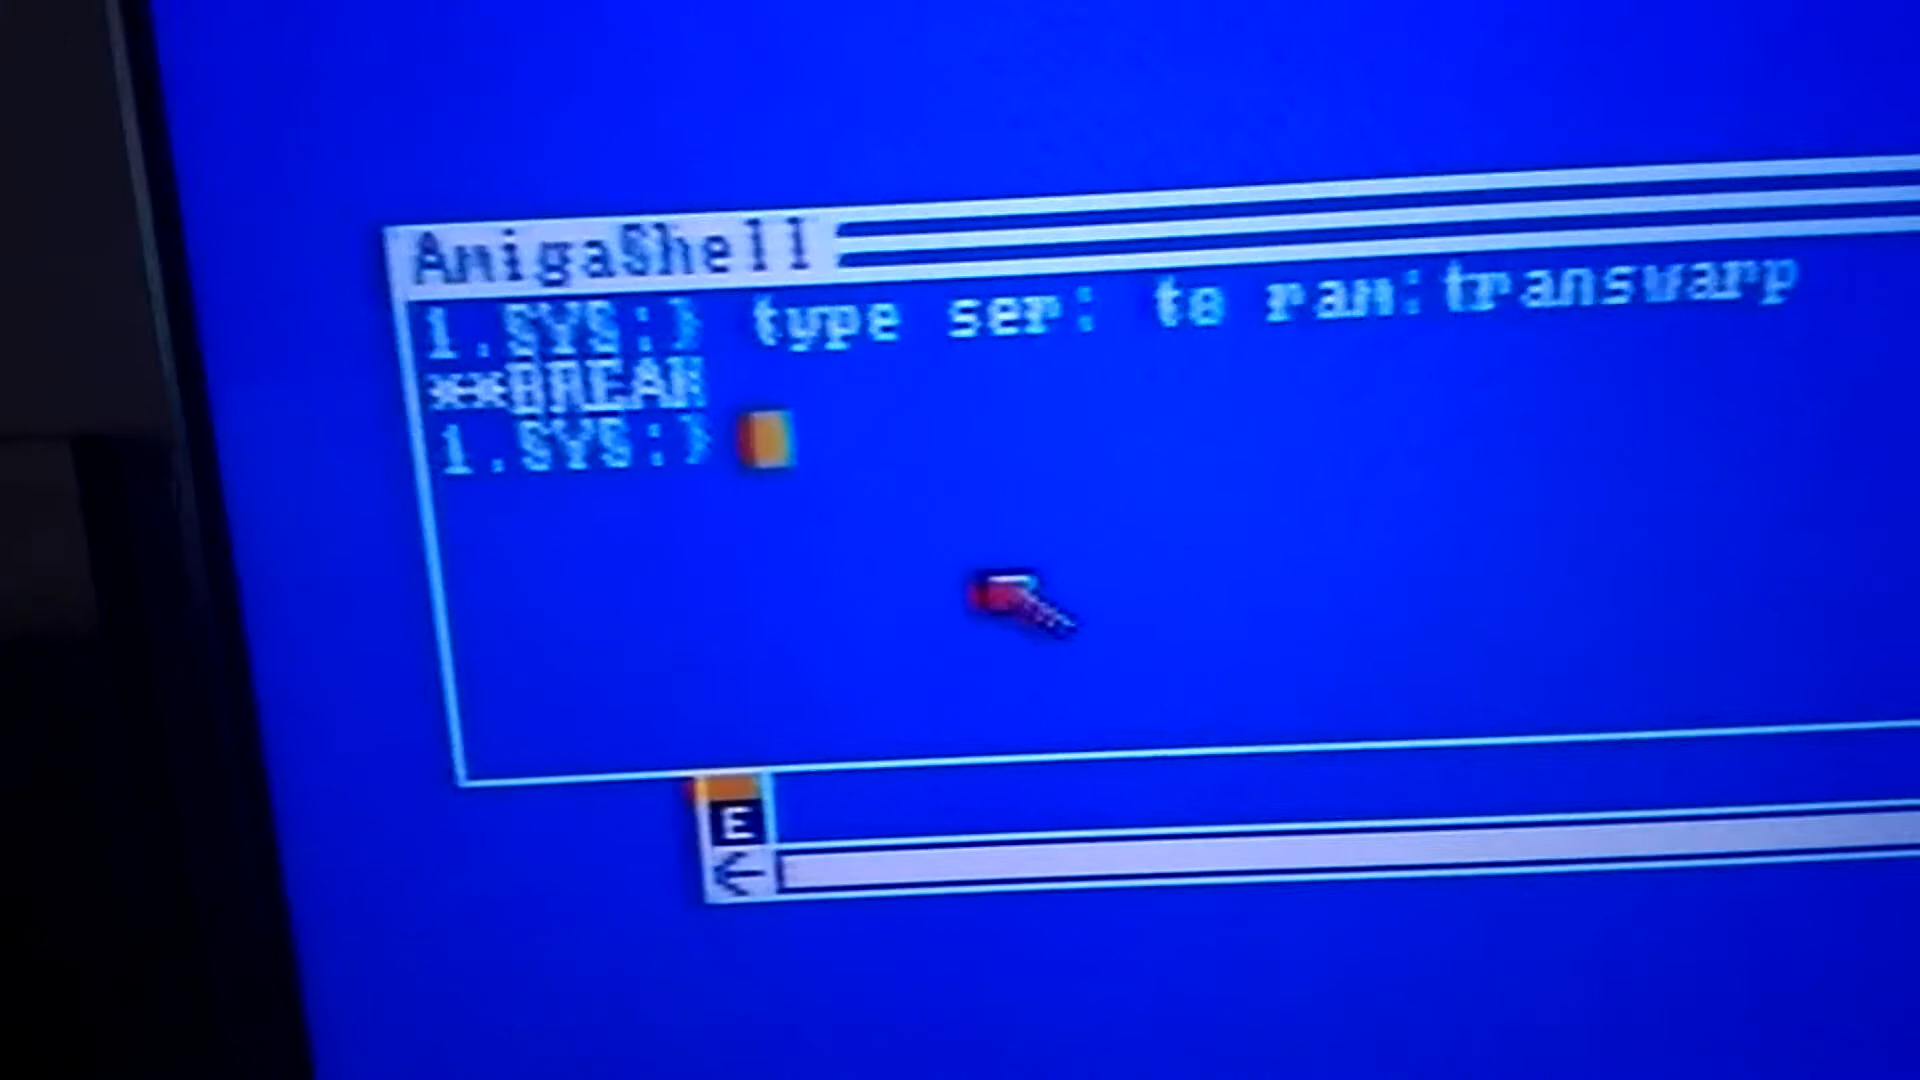 AmigaShell
1.SYS:> type ser: to ram:transwarp
**BREAK
1.SYS:>
E